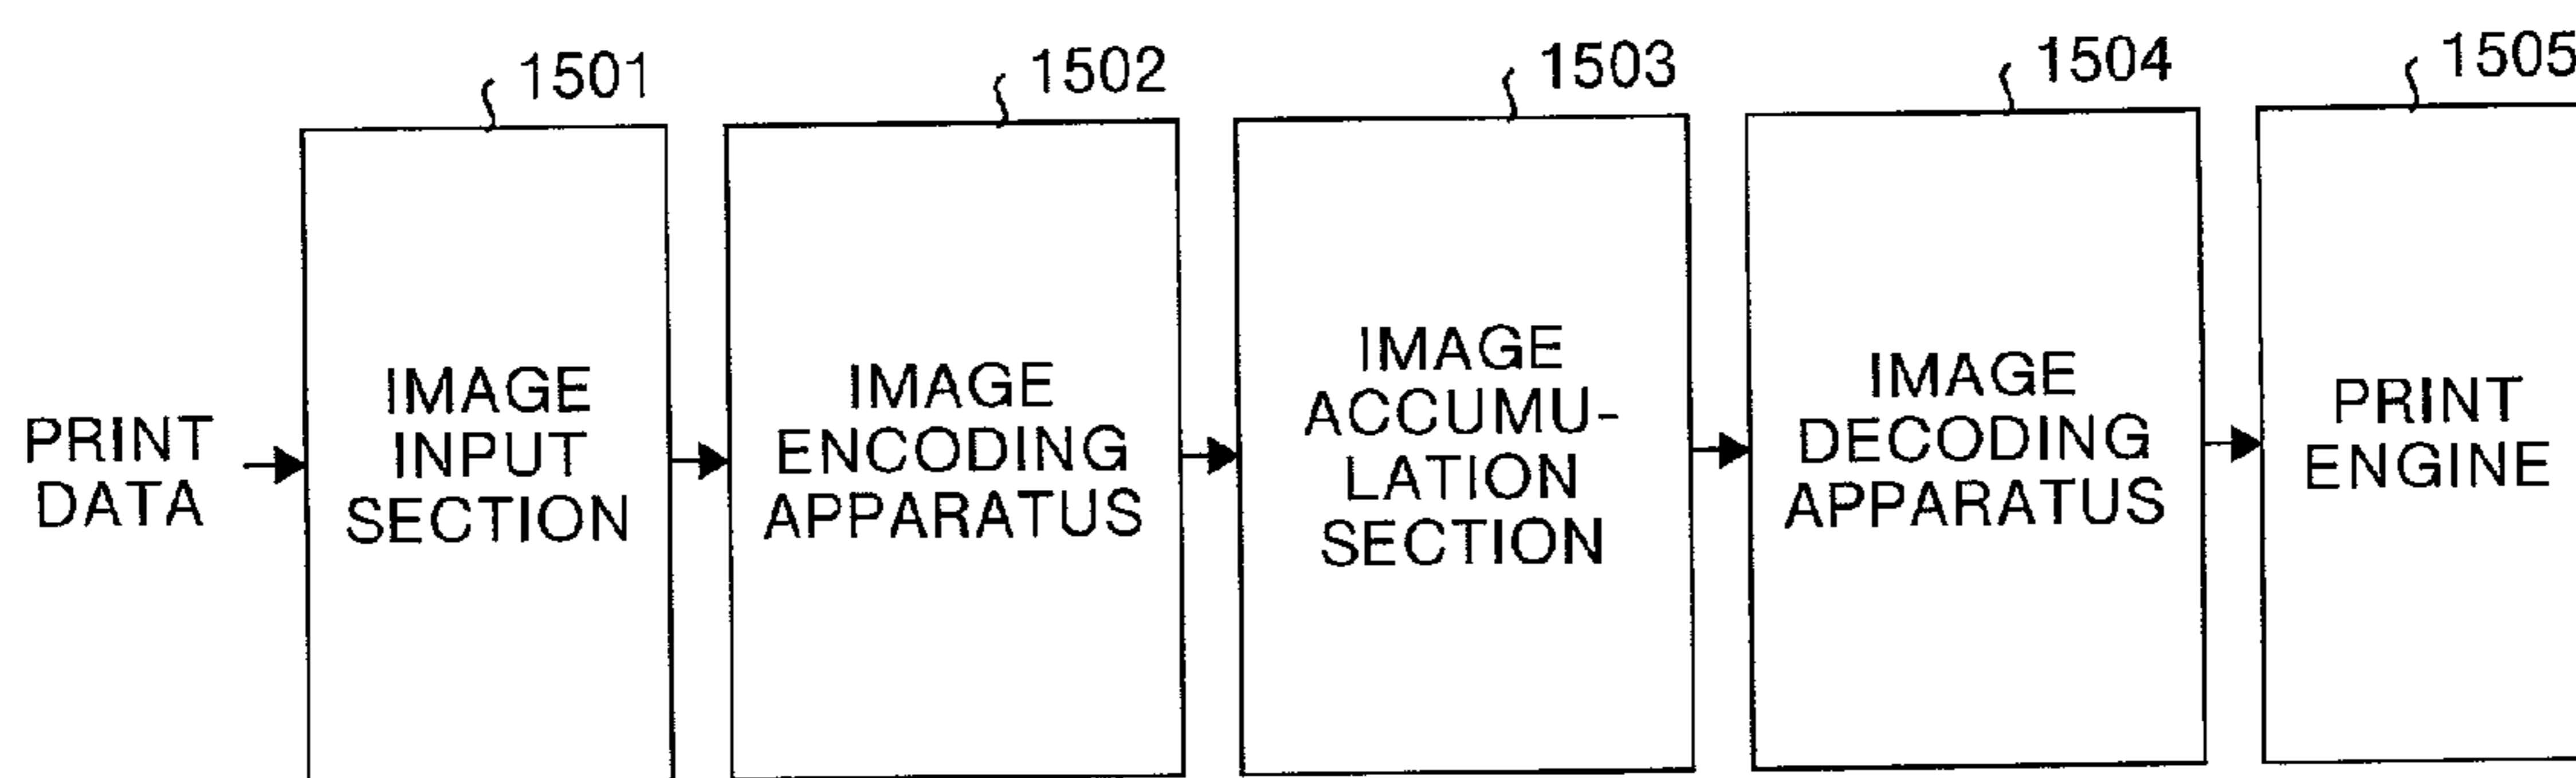 1501
1502
1503
1504
1505
PRINT
DATA
IMAGE
INPUT
SECTION
IMAGE
ENCODING
APPARATUS
IMAGE
ACCUMU-
LATION
SECTION
IMAGE
DECODING
APPARATUS
PRINT
ENGINE